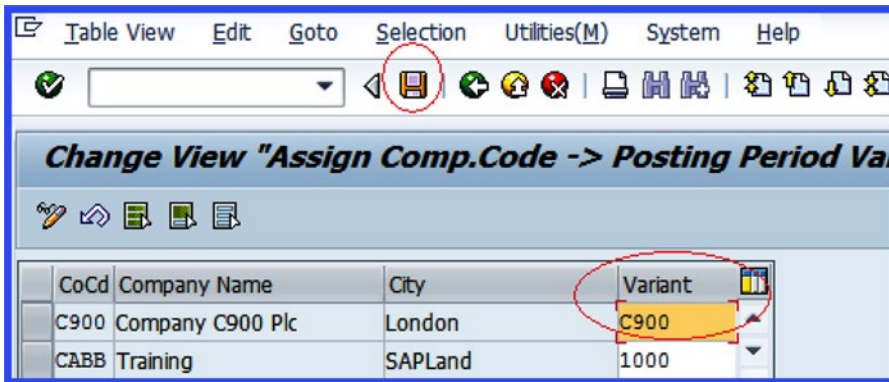 Table View Edit Goto Selection Utilities(M) System Help
Change View "Assign Comp.Code -> Posting Period Va
CoCd Company Name City Variant
C900 Company C900 Plc London C900
CABB Training SAPLand 1000